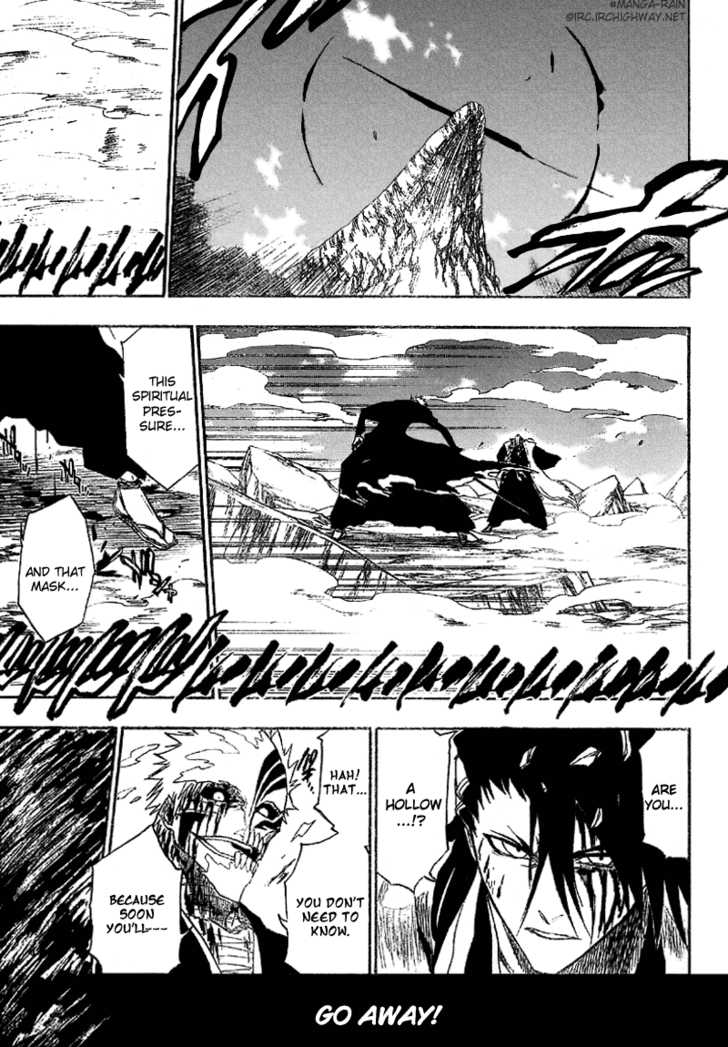 #MANGA-RAIN
@IRC.IRCHIGHWAY.NET
THIS
SPIRITUAL
PRES-
SURE...
AND THAT
MASK...
ARE
YOU...
A
HOLLOW
...!?
HAH!
THAT...
YOU DON'T
NEED TO
KNOW.
BECAUSE
SOON
YOU'LL---
GO AWAY!